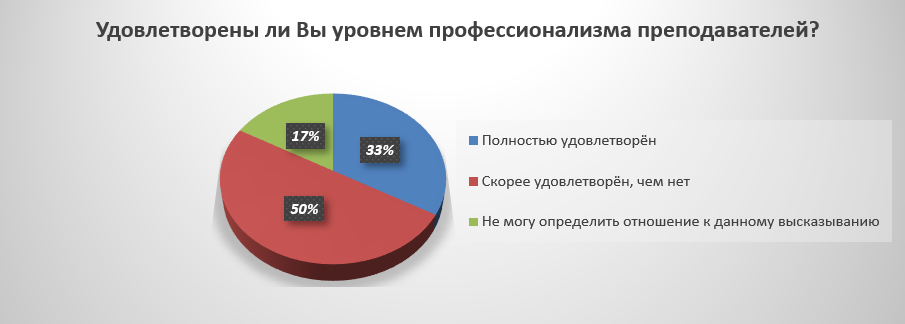 Удовлетворены ли Вы уровнем профессионализма преподавателей?
17%
33%
50%
Полностью удовлетворён
Скорее удовлетворён, чем нет
Не могу определить отношение к данному высказыванию